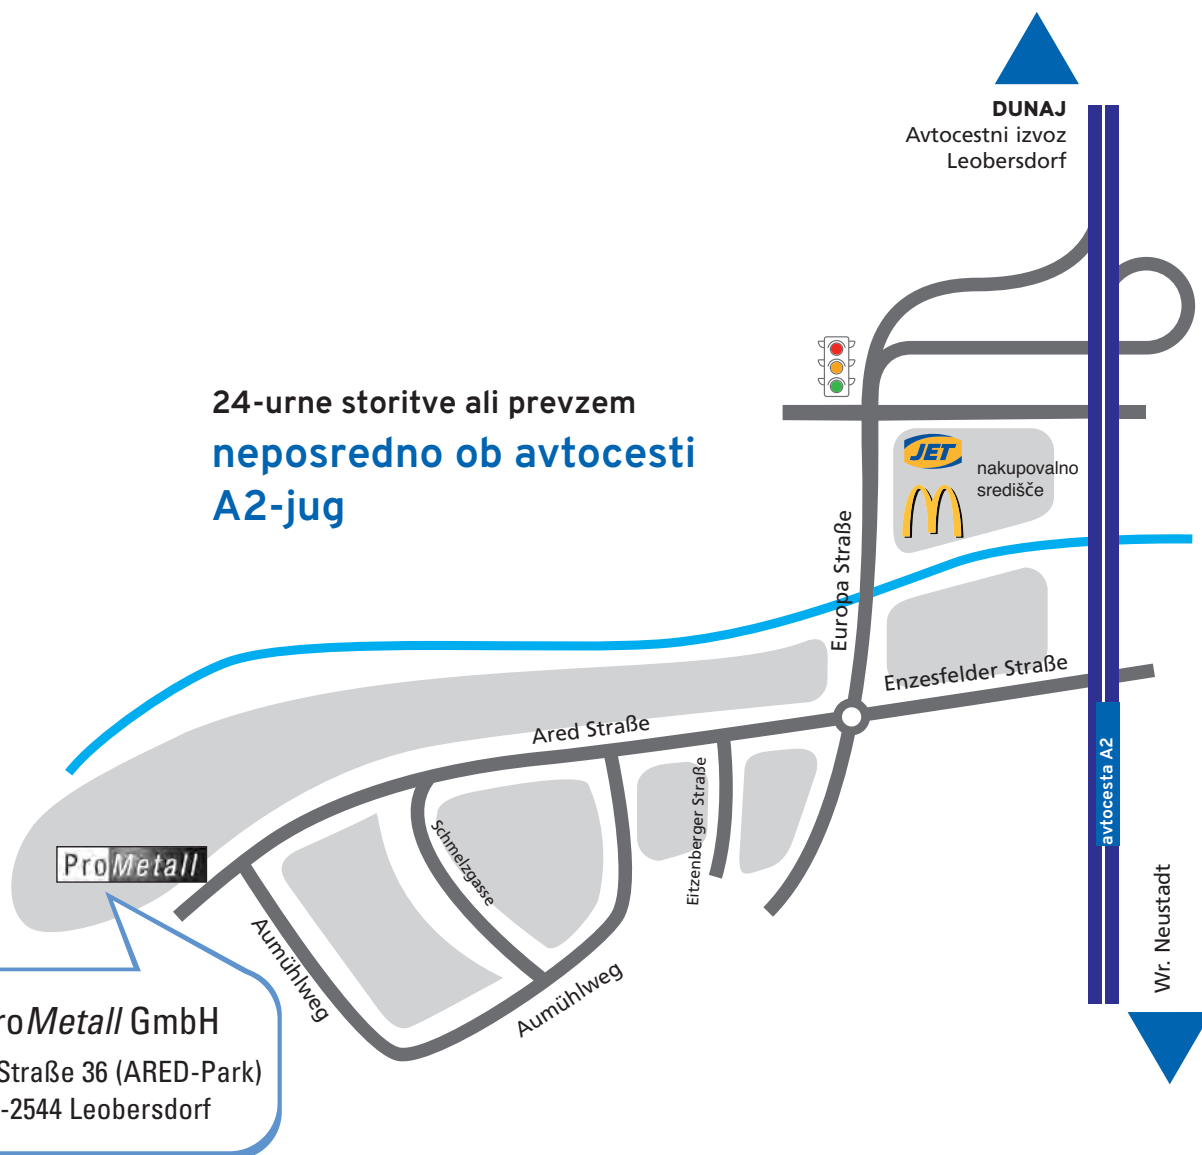 DUNAJ
Avtocestni izvoz
Leobersdorf
24-urne storitve ali prevzem
neposredno ob avtocesti
A2-jug
JET
nakupovalno
središče
Europa Straße
Enzesfelder Straße
Ared Straße
Eitzenberger Straße
Schmelzgasse
avtocesta A2
ProMetall
Aumühlweg
Aumühlweg
Wr. Neustadt
roMetall GmbH
Straße 36 (ARED-Park)
-2544 Leobersdorf